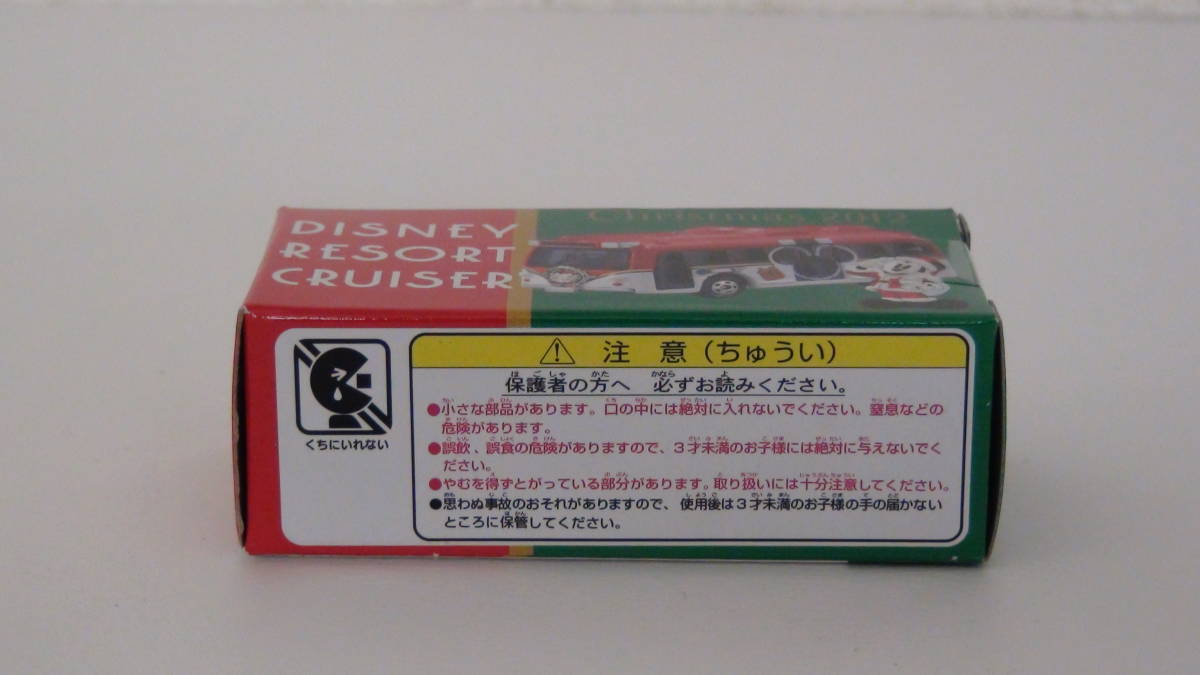 DISNEY
RESORT
CRUISER
Christmas 2012
くちにいれない
注 意（ちゅうい）
保護者の方へ 必ずお読みください。
●小さな部品があります。口の中には絶対に入れないでください。窒息などの
危険があります。
●誤飲、誤食の危険がありますので、３才未満のお子様には絶対に与えないでく
ださい。
●やむを得ずとがっている部分があります。取り扱いには十分注意してください。
●思わぬ事故のおそれがありますので、使用後は３才未満のお子様の手の届かない
ところに保管してください。